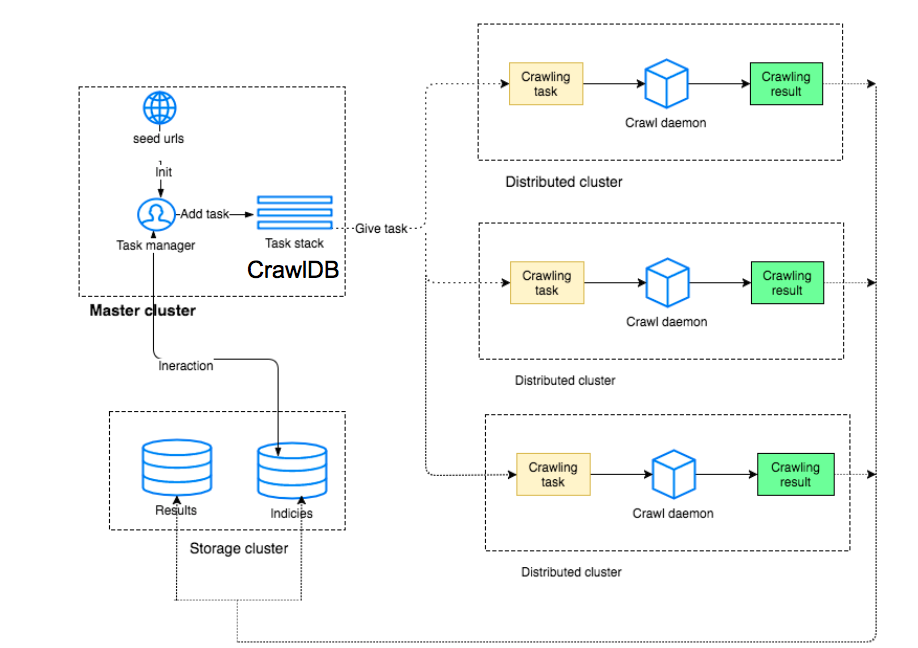 seed urls
Init
Add task
Task manager
Task stack
CrawlDB
Master cluster
Give task
Ineraction
Results
Indicies
Storage cluster
Crawling
task
Crawl daemon
Crawling
result
Distributed cluster
Crawling
task
Crawl daemon
Crawling
result
Distributed cluster
Crawling
task
Crawl daemon
Crawling
result
Distributed cluster